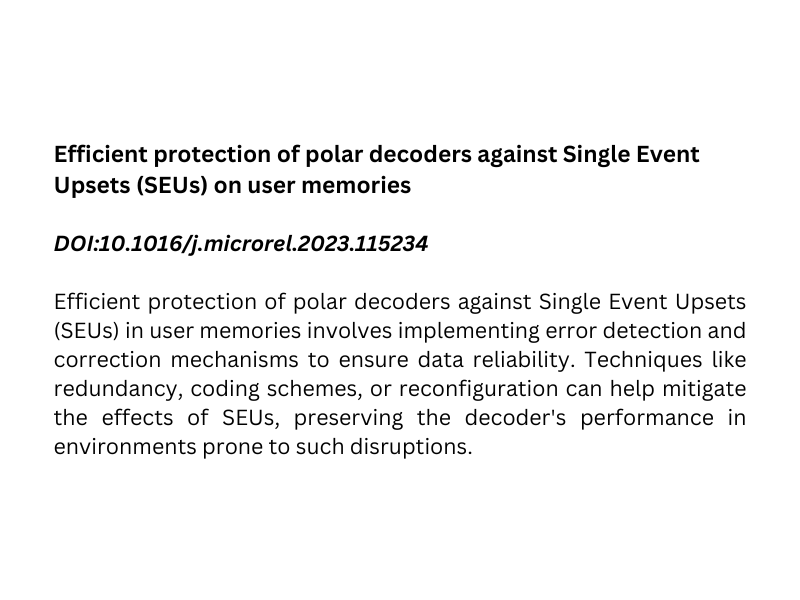 Efficient protection of polar decoders against Single Event
Upsets (SEUs) on user memories
DOI:10.1016/j.microrel.2023.115234
Efficient protection of polar decoders against Single Event Upsets
(SEUs) in user memories involves implementing error detection and
correction mechanisms to ensure data reliability. Techniques like
redundancy, coding schemes, or reconfiguration can help mitigate
the effects of SEUs, preserving the decoder's performance in
environments prone to such disruptions.